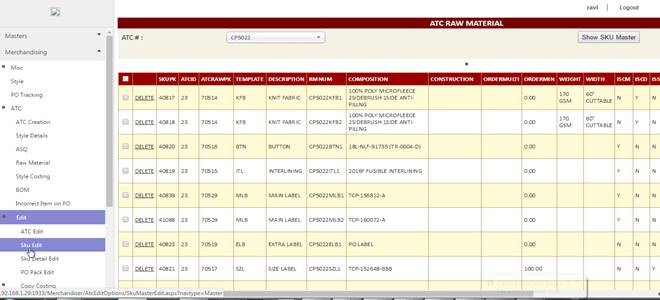 ravi Logout
Masters
Merchandising
Misc
Style
PO Tracking
ATC
ATC Creation
Style Details
ASQ
Raw Material
Style Costing
BOM
Incorrect Item on PO
Edit
ATC Edit
Sku Edit
Sku Detail Edit
PO Pack Edit
Copy Costing
ATC RAW MATERIAL
ATC # : CP5022 Show SKU Master
SKUPK ATCID ATCRAWPK TEMPLATE DESCRIPTION RMNUM COMPOSITION CONSTRUCTION ORDERMULTI ORDERMIN WEIGHT WIDTH ISCM ISCD ISS
DELETE 40817 23 70514 KFB KNIT FABRIC CP5022KFB1 100% POLY MICROFLEECE 2SIDEBRUSH 1SIDE ANTI-PILLNG 0.00 170 GSM 60" CUTTABLE N Y N
DELETE 40818 23 70514 KFB KNIT FABRIC CP5022KFB2 100% POLY MICROFLEECE 2SIDEBRUSH 1SIDE ANTI-PILLNG 0.00 170 GSM 60" CUTTABLE N Y N
DELETE 40820 23 70516 BTN BUTTON CP5022BTN1 18L-NLF-91735 (TR-0004-D) 0.00 Y N N
DELETE 40819 23 70515 ITL INTERLINING CP5022ITL1 2016F FUSIBLE INTERLINING 0.00 N N N
DELETE 40839 23 70529 MLB MAIN LABEL CP5022MLB1 TCP-156812-A 0.00 Y N N
DELETE 41088 23 70529 MLB MAIN LABEL CP5022MLB2 TCP-160072-A 0.00 Y N N
DELETE 40823 23 70519 ELB EXTRA LABEL CP5022ELB1 PO LABEL 0.00 N N N
DELETE 40821 23 70517 SZL SIZE LABEL CP5022SZL1 TCP-152648-BBB 100.00 N N
92.168.1.29:1933/Merchandiser/AtcEditOptions/SkuMasterEdit.aspx?navtype=Master